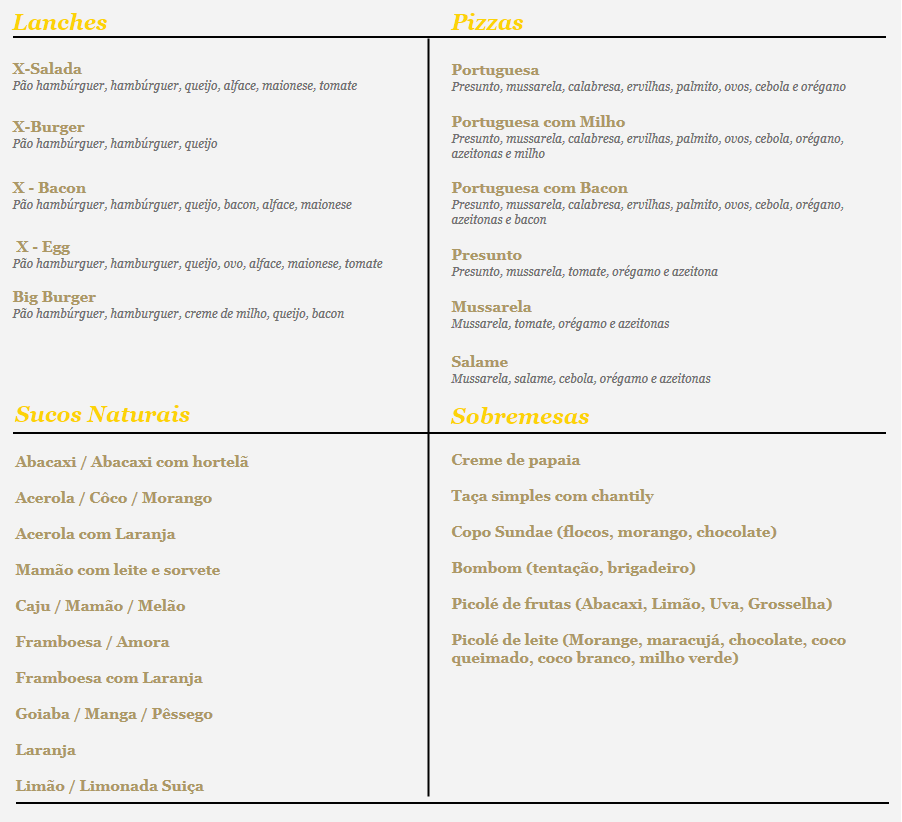 Lanches
X-Salada
Pão hambúrguer, hambúrguer, queijo, alface, maionese, tomate
X-Burger
Pão hambúrguer, hambúrguer, queijo
X - Bacon
Pão hambúrguer, hambúrguer, queijo, bacon, alface, maionese
X - Egg
Pão hamburguer, hamburguer, queijo, ovo, alface, maionese, tomate
Big Burger
Pão hambúrguer, hamburguer, creme de milho, queijo, bacon
Pizzas
Portuguesa
Presunto, mussarela, calabresa, ervilhas, palmito, ovos, cebola e orégano
Portuguesa com Milho
Presunto, mussarela, calabresa, ervilhas, palmito, ovos, cebola, orégano,
azeitonas e milho
Portuguesa com Bacon
Presunto, mussarela, calabresa, ervilhas, palmito, ovos, cebola, orégano,
azeitonas e bacon
Presunto
Presunto, mussarela, tomate, orégamo e azeitona
Mussarela
Mussarela, tomate, orégamo e azeitonas
Salame
Mussarela, salame, cebola, orégamo e azeitonas
Sucos Naturais
Abacaxi / Abacaxi com hortelã
Acerola / Côco / Morango
Acerola com Laranja
Mamão com leite e sorvete
Caju / Mamão / Melão
Framboesa / Amora
Framboesa com Laranja
Goiaba / Manga / Pêssego
Laranja
Limão / Limonada Suiça
Sobremesas
Creme de papaia
Taça simples com chantily
Copo Sundae (flocos, morango, chocolate)
Bombom (tentação, brigadeiro)
Picolé de frutas (Abacaxi, Limão, Uva, Grosselha)
Picolé de leite (Morange, maracujá, chocolate, coco
queimado, coco branco, milho verde)